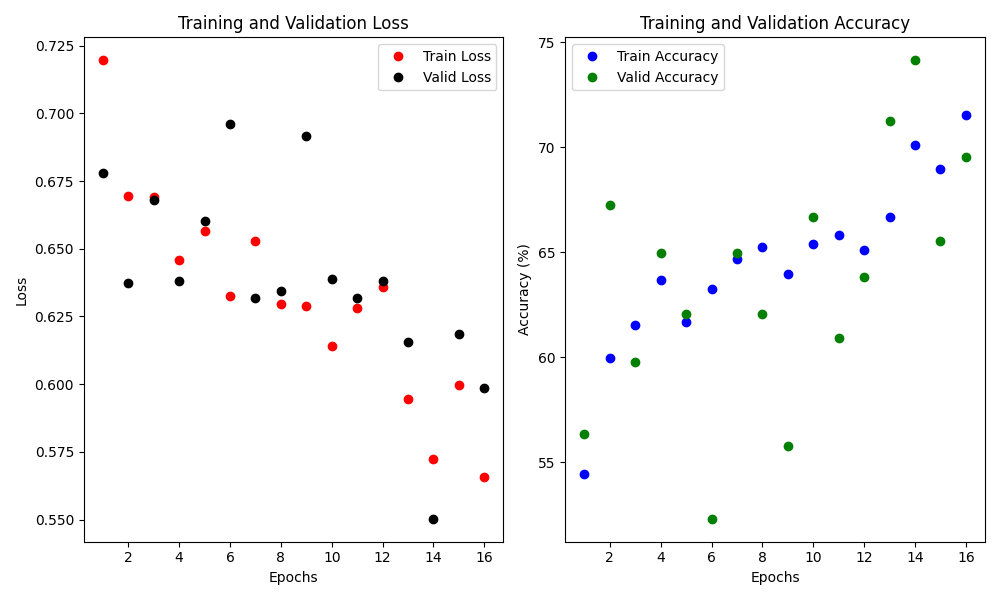 Training and Validation Loss
Train Loss
Valid Loss
0.725
0.700
0.675
0.650
0.625
0.600
0.575
0.550
Loss
2 4 6 8 10 12 14 16
Epochs
Training and Validation Accuracy
Train Accuracy
Valid Accuracy
75
70
65
60
55
Accuracy (%)
2 4 6 8 10 12 14 16
Epochs